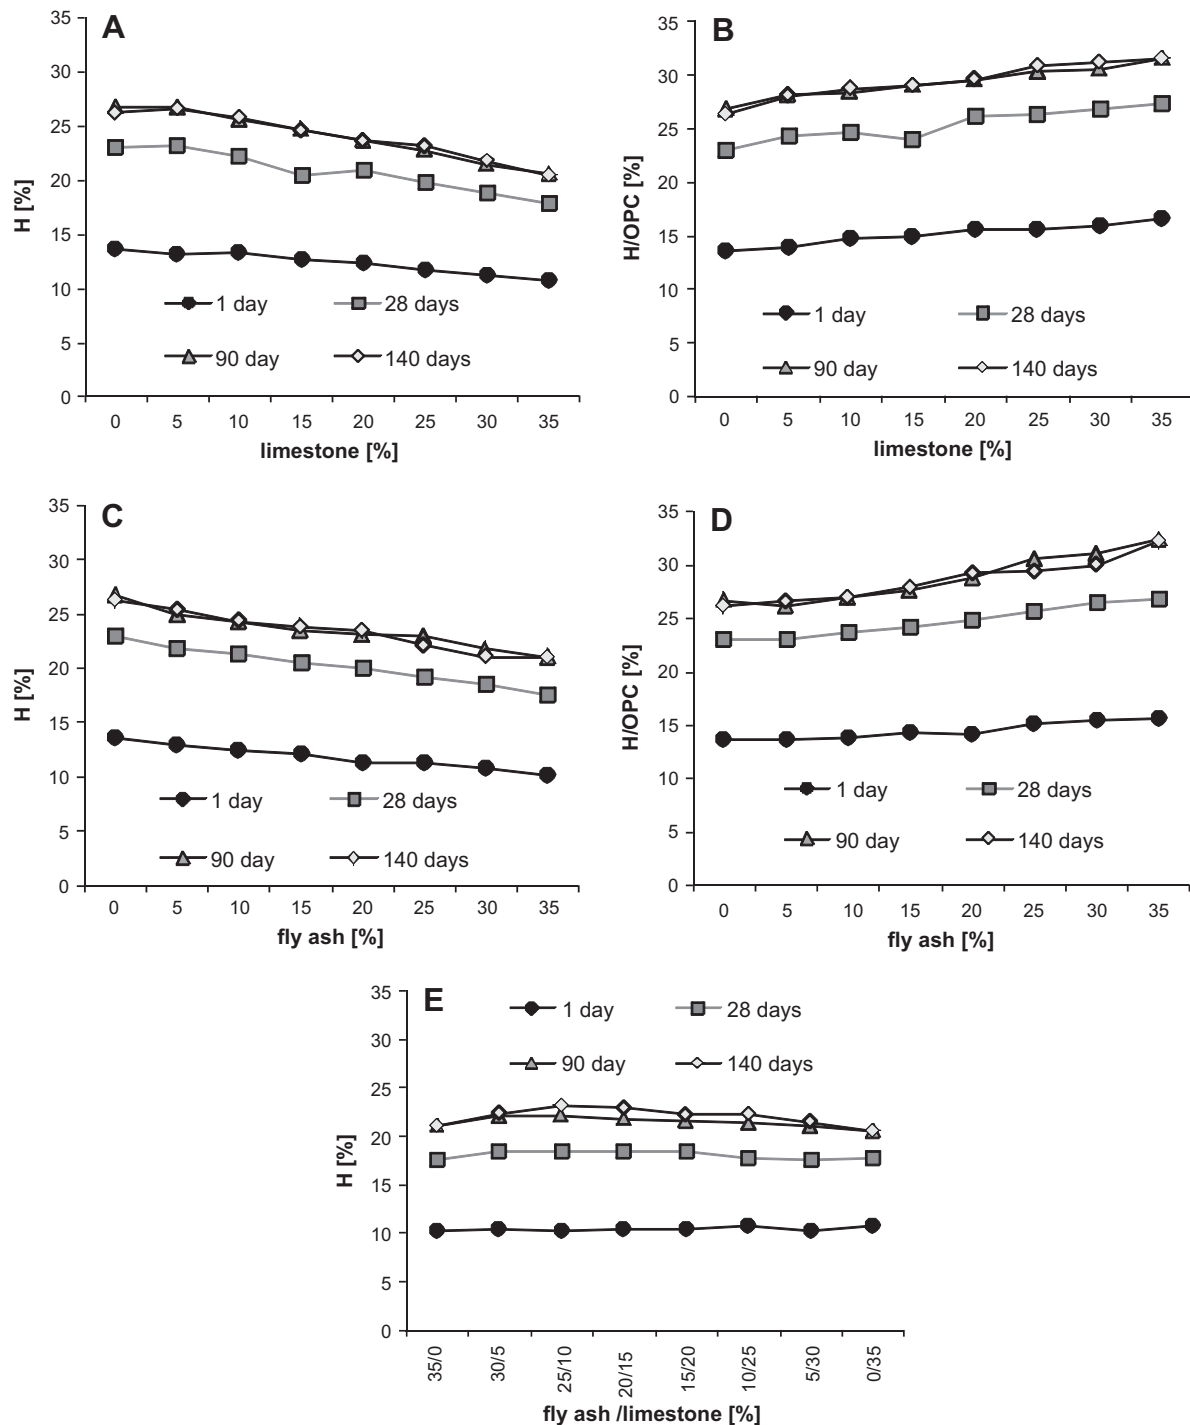 A
35
30
25
20
15
10
5
0
H [%]
1 day
28 days
90 day
140 days
0 5 10 15 20 25 30 35
limestone [%]
B
35
30
25
20
15
10
5
0
H/OPC [%]
1 day
28 days
90 day
140 days
0 5 10 15 20 25 30 35
limestone [%]
C
35
30
25
20
15
10
5
0
H [%]
1 day
28 days
90 day
140 days
0 5 10 15 20 25 30 35
fly ash [%]
D
35
30
25
20
15
10
5
0
H/OPC [%]
1 day
28 days
90 day
140 days
0 5 10 15 20 25 30 35
fly ash [%]
E
35
30
25
20
15
10
5
0
H [%]
1 day
28 days
90 day
140 days
35/0 30/5 25/10 20/15 15/20 10/25 5/30 0/35
fly ash /limestone [%]